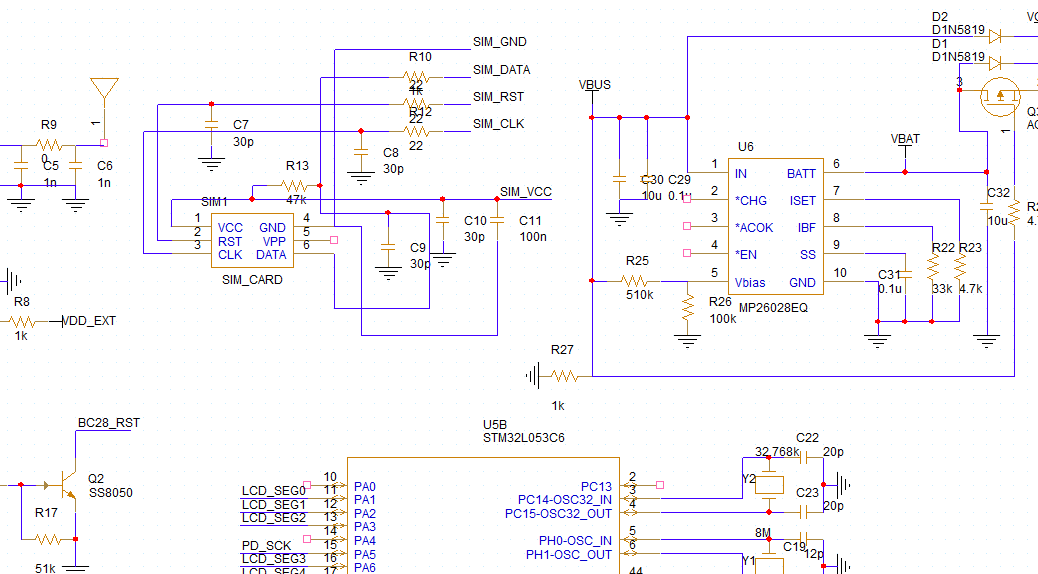 D2
D1N5819
D1
D1N5819
SIM_GND
R10
SIM_DATA
22
1k
SIM_RST
R12
22
SIM_CLK
22
VBUS
3
1
1
R9
0
C5
1n
C6
1n
C7
30p
C8
30p
R13
47k
SIM_VCC
SIM1
1
2
3
VCC
RST
CLK
GND
VPP
DATA
4
5
6
SIM_CARD
C9
30p
C10
30p
C11
100n
R8
1k
VDD_EXT
C30
10u
C29
0.1u
U6
1
2
3
4
5
IN
*CHG
*ACOK
*EN
Vbias
BATT
ISET
IBF
SS
GND
6
7
8
9
10
MP26028EQ
VBAT
C32
10u
R22
33k
R23
4.7k
C31
0.1u
R25
510k
R26
100k
R27
1k
BC28_RST
Q2
SS8050
R17
51k
U5B
STM32L053C6
LCD_SEG0
LCD_SEG1
LCD_SEG2
PD_SCK
LCD_SEG3
LCD_SEG4
10
11
12
13
14
15
16
17
PA0
PA1
PA2
PA3
PA4
PA5
PA6
PC13
PC14-OSC32_IN
PC15-OSC32_OUT
PH0-OSC_IN
PH1-OSC_OUT
2
3
4
5
6
44
32.768k
Y2
C22
20p
C23
20p
8M
Y1
C19
12p